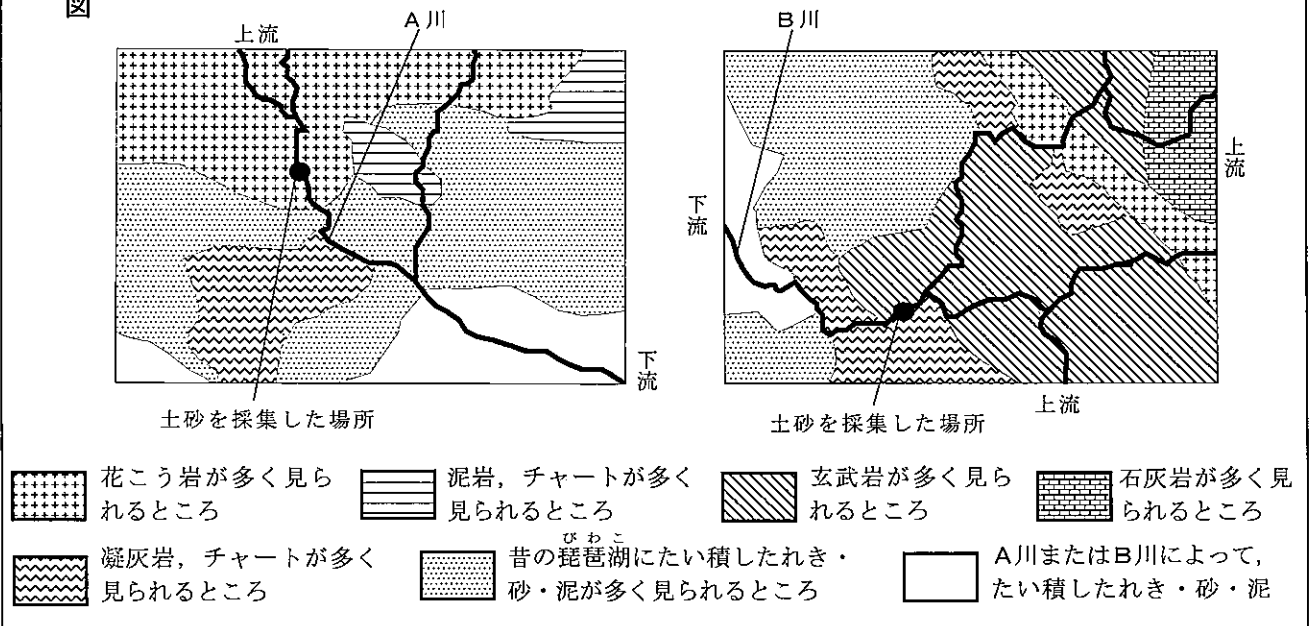 図
上流
A川
下流
土砂を採集した場所
B川
上流
下流
上流
土砂を採集した場所
花こう岩が多く見ら
れるところ
泥岩，チャートが多く
見られるところ
玄武岩が多く見ら
れるところ
石灰岩が多く見
られるところ
凝灰岩，チャートが多く
見られるところ
びわこ
昔の琵琶湖にたい積したれき・
砂・泥が多く見られるところ
A川またはB川によって，
たい積したれき・砂・泥